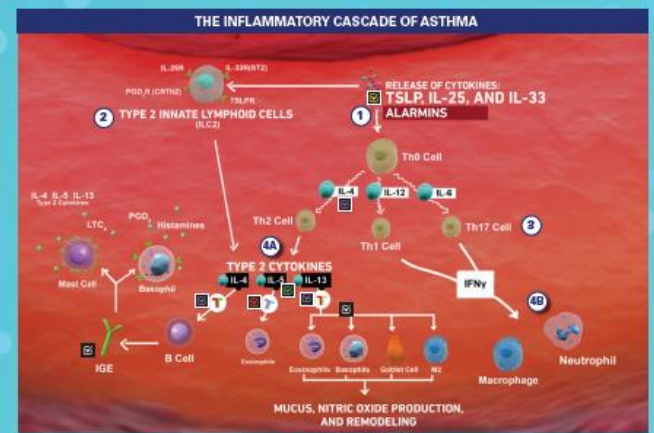 THE INFLAMMATORY CASCADE OF ASTHMA
IL-33R(ST2)
PGD₂R (CRTH2)
TSLPR
2
TYPE 2 INNATE LYMPHOID CELLS
(ILC2)
RELEASE OF CYTOKINES:
TSLP, IL-25, AND IL-33
1
ALARMINS
Th0 Cell
IL-4
IL-12
IL-6
IL-4 IL-5 IL-13
Type 2 Cytokines
LTC₄
PGD₂
Histamines
Th2 Cell
Th1 Cell
Th17 Cell
3
4A
TYPE 2 CYTOKINES
IL-4
IL-5
IL-13
Mast Cell
Basophil
IFNγ
4B
IGE
B Cell
Eosinophils
Eosinophils
Basophils
Goblet Cell
M2
Macrophage
Neutrophil
MUCUS, NITRIC OXIDE PRODUCTION,
AND REMODELING